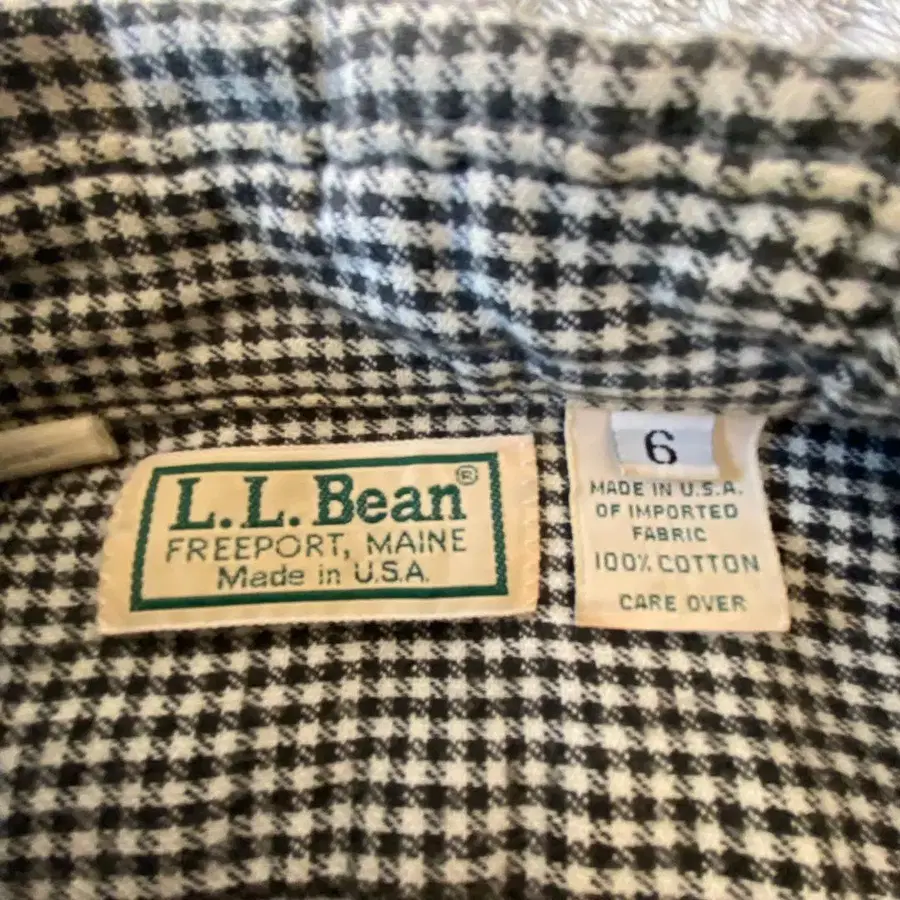 L.L.Bean®
FREEPORT, MAINE
Made in U.S.A.
6
MADE IN U.S.A.
OF IMPORTED
FABRIC
100% COTTON
CARE OVER